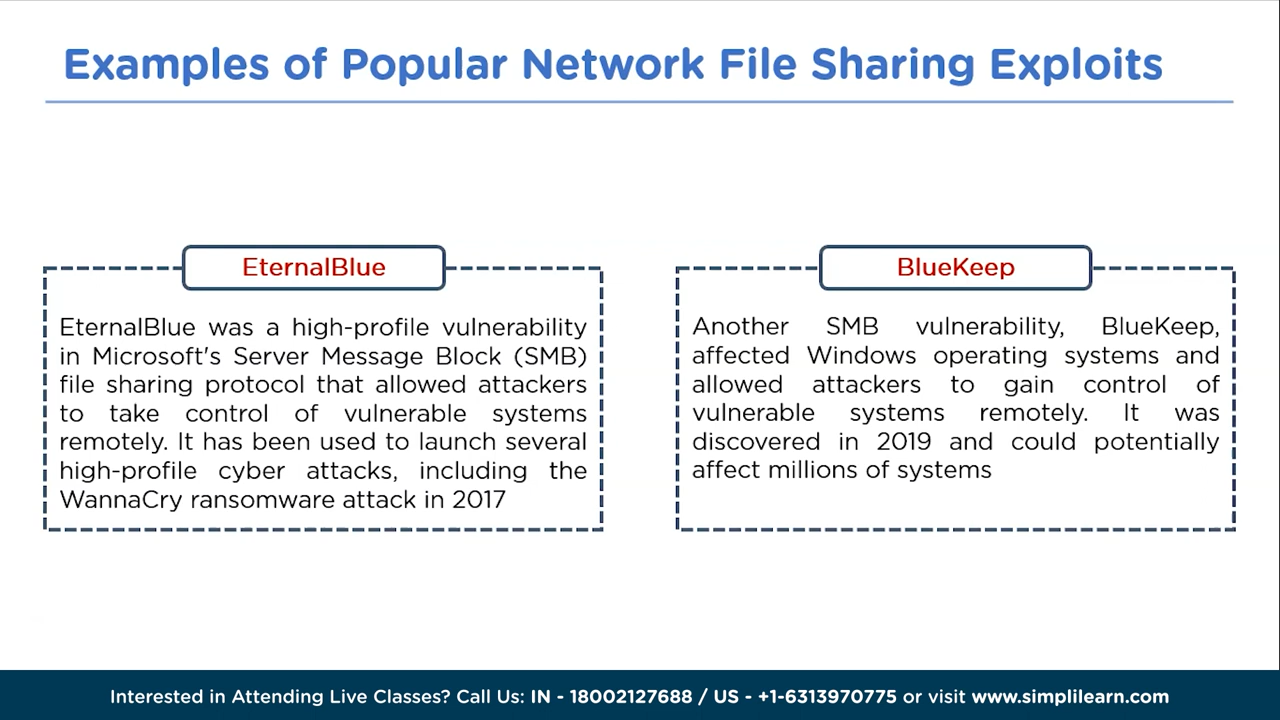 Examples of Popular Network File Sharing Exploits
EternalBlue
EternalBlue was a high-profile vulnerability
in Microsoft's Server Message Block (SMB)
file sharing protocol that allowed attackers
to take control of vulnerable systems
remotely. It has been used to launch several
high-profile cyber attacks, including the
WannaCry ransomware attack in 2017
BlueKeep
Another SMB vulnerability, BlueKeep,
affected Windows operating systems and
allowed attackers to gain control of
vulnerable systems remotely. It was
discovered in 2019 and could potentially
affect millions of systems
Interested in Attending Live Classes? Call Us: IN - 18002127688 / US - +1-6313970775 or visit www.simplilearn.com